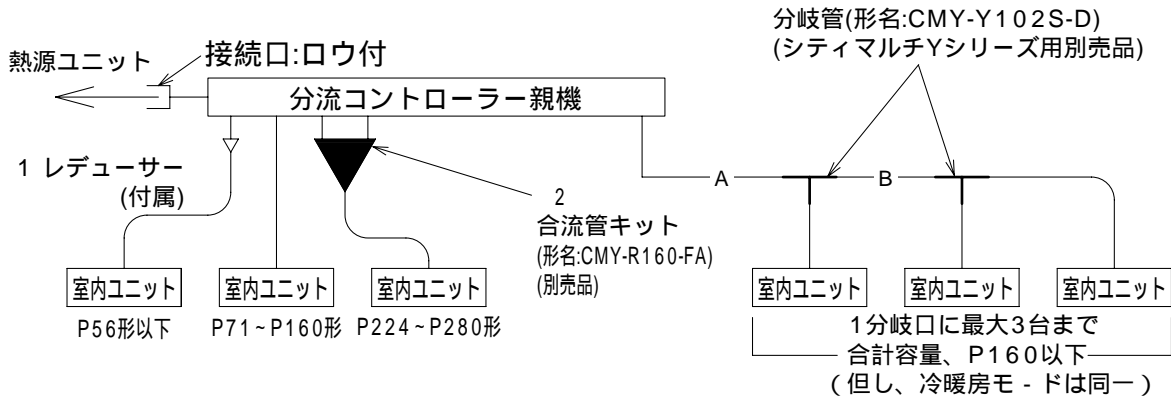 分岐管(形名:CMY-Y102S-D)
(シティマルチYシリーズ用別売品)
熱源ユニット
接続口:ロウ付
分流コントローラー親機
1 レデューサー
(付属)
A
B
2
合流管キット
(形名:CMY-R160-FA)
(別売品)
室内ユニット
室内ユニット
室内ユニット
室内ユニット
室内ユニット
室内ユニット
P56形以下
P71~P160形
P224~P280形
1分岐口に最大3台まで
合計容量、P160以下
(但し、冷暖房モ-ドは同一)